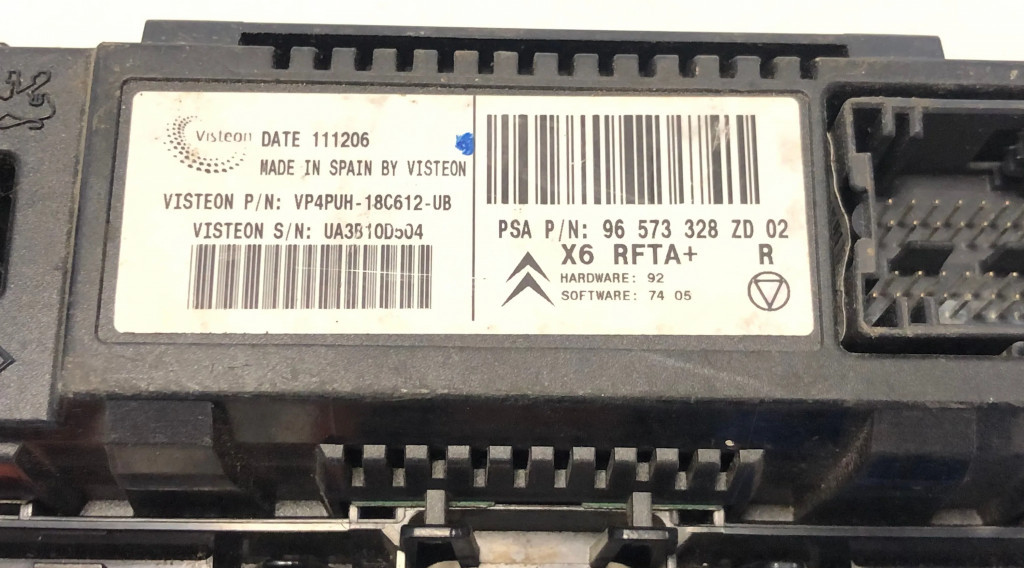 Visteon
DATE 111206
MADE IN SPAIN BY VISTEON
VISTEON P/N: VP4PUH-18C612-UB
VISTEON S/N: UA3B10D504
PSA P/N: 96 573 328 ZD 02
X6 RFTA+ R
HARDWARE: 92
SOFTWARE: 74 05